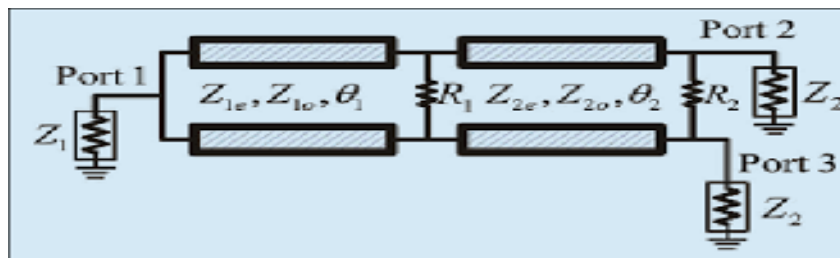 Port 2
Port 1
Z₁ₑ, Z₁ₒ, θ₁
R₁
Z₂ₑ, Z₂ₒ, θ₂
R₂
Z₂
Z₁
Port 3
Z₂